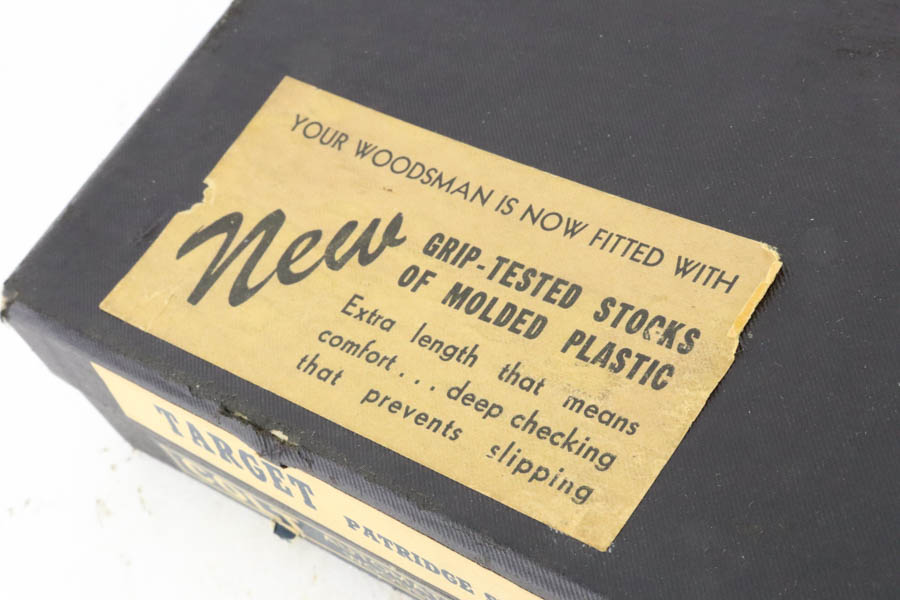 YOUR WOODSMAN IS NOW FITTED WITH
New GRIP-TESTED STOCKS
OF MOLDED PLASTIC
Extra length that means
comfort... deep checking
that prevents slipping
TARGET PATRIDGE
COLT